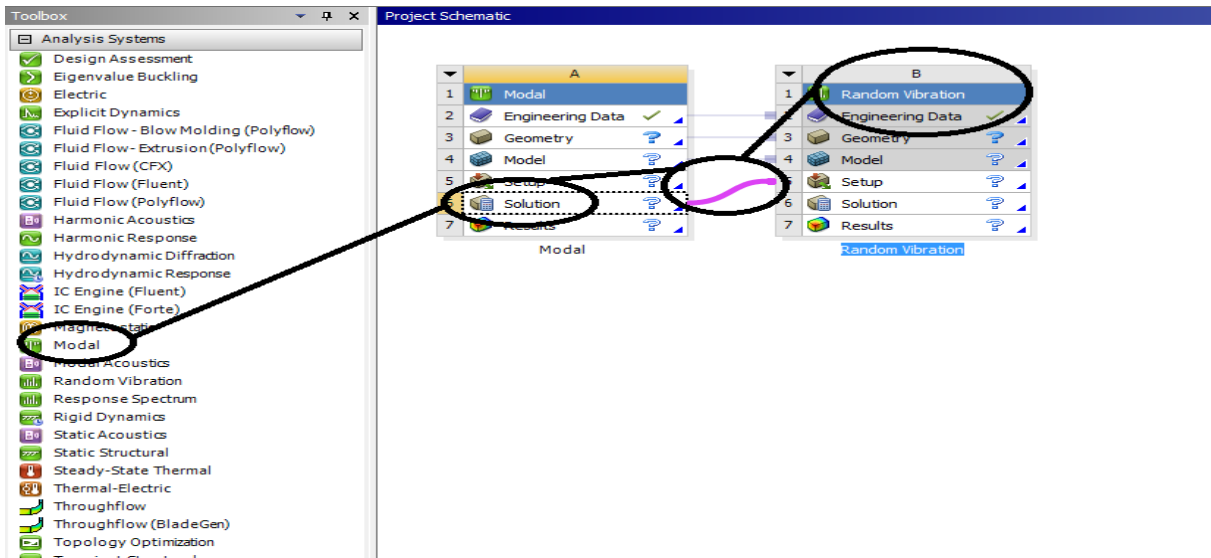 Toolbox
Analysis Systems
Design Assessment
Eigenvalue Buckling
Electric
Explicit Dynamics
Fluid Flow - Blow Molding (Polyflow)
Fluid Flow - Extrusion (Polyflow)
Fluid Flow (CFX)
Fluid Flow (Fluent)
Fluid Flow (Polyflow)
Harmonic Acoustics
Harmonic Response
Hydrodynamic Diffraction
Hydrodynamic Response
IC Engine (Fluent)
IC Engine (Forte)
Modal
Modal Acoustics
Random Vibration
Response Spectrum
Rigid Dynamics
Static Acoustics
Static Structural
Steady-State Thermal
Thermal-Electric
Throughflow
Throughflow (BladeGen)
Topology Optimization
Project Schematic
A
1 Modal
2 Engineering Data
3 Geometry
4 Model
5 Setup
6 Solution
7 Results
Modal
B
1 Random Vibration
Engineering Data
3 Geometry
4 Model
5 Setup
6 Solution
7 Results
Random Vibration